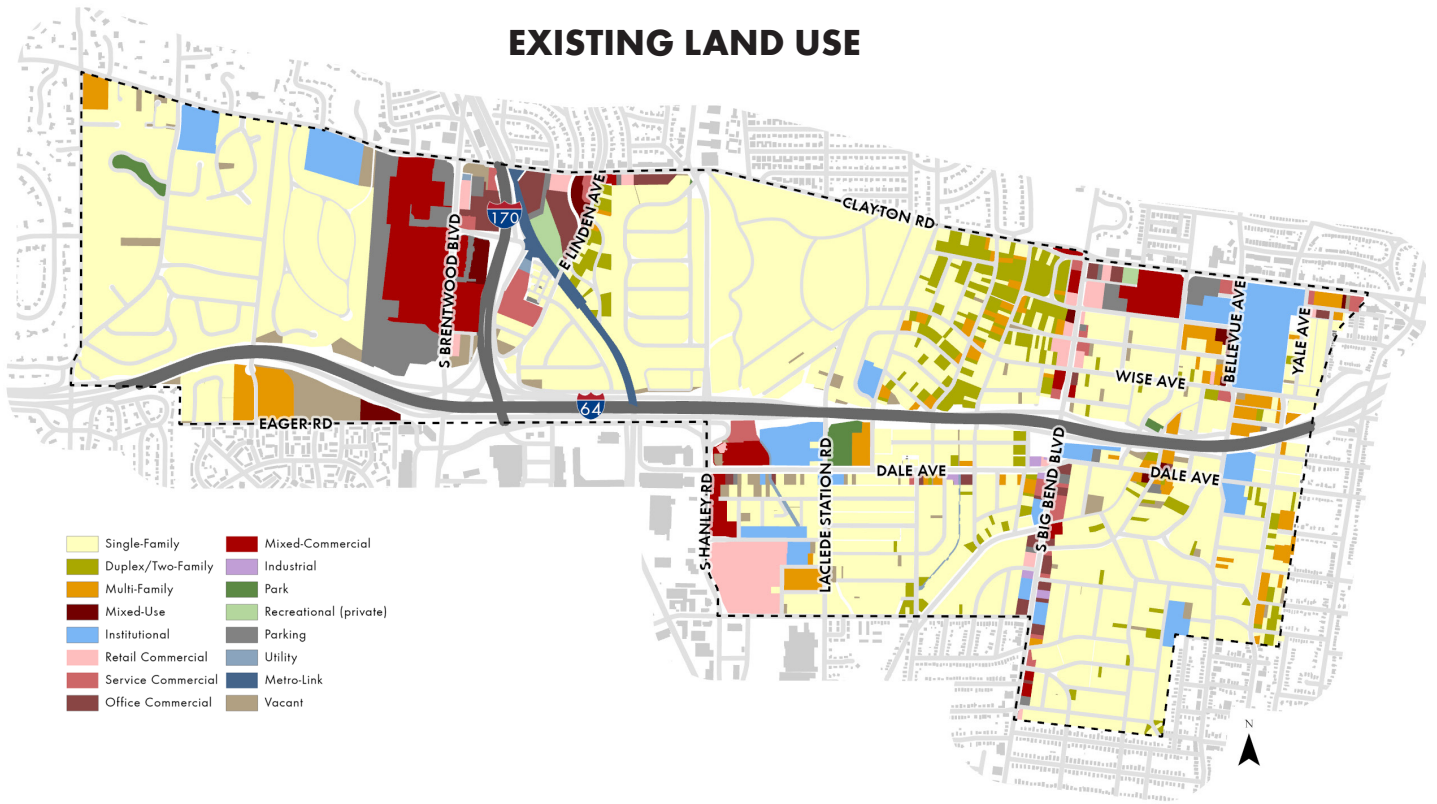 EXISTING LAND USE
CLAYTON RD
S BRENTWOOD BLVD
170
E LINDEN AVE
64
EAGER RD
WISE AVE
BELLEVUE AVE
YALE AVE
S HANLEY RD
LACLEDE STATION RD
DALE AVE
S BIG BEND BLVD
DALE AVE
Single-Family
Duplex/Two-Family
Multi-Family
Mixed-Use
Institutional
Retail Commercial
Service Commercial
Office Commercial
Mixed-Commercial
Industrial
Park
Recreational (private)
Parking
Utility
Metro-Link
Vacant
N